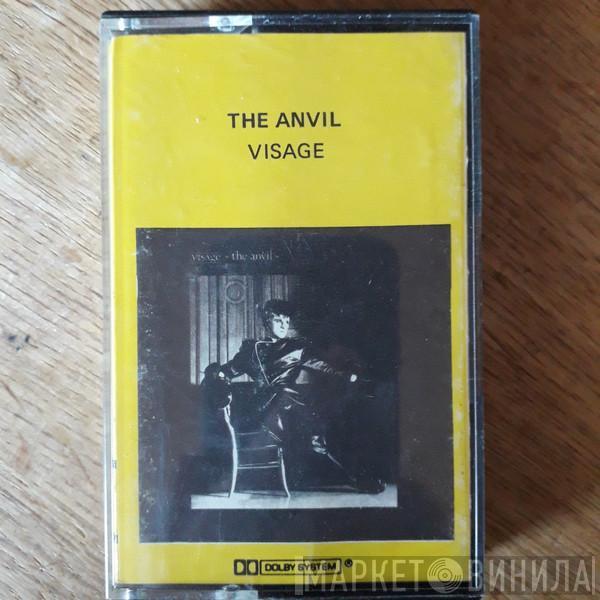 THE ANVIL
VISAGE
visage - the anvil -
DOLBY SYSTEM ®
МАРКЕТ ВИНИЛА